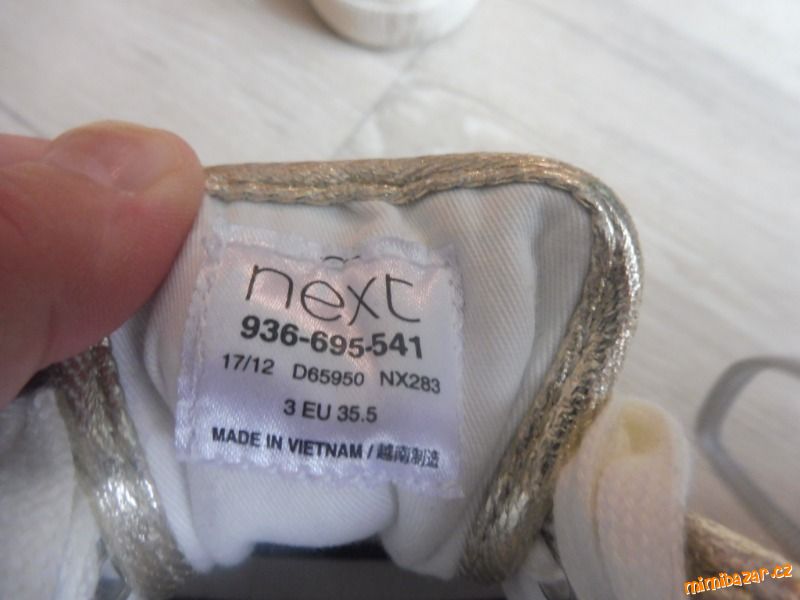 next
936-695-541
17/12 D65950 NX283
3 EU 35.5
MADE IN VIETNAM / 越南制造
mimibazar.cz